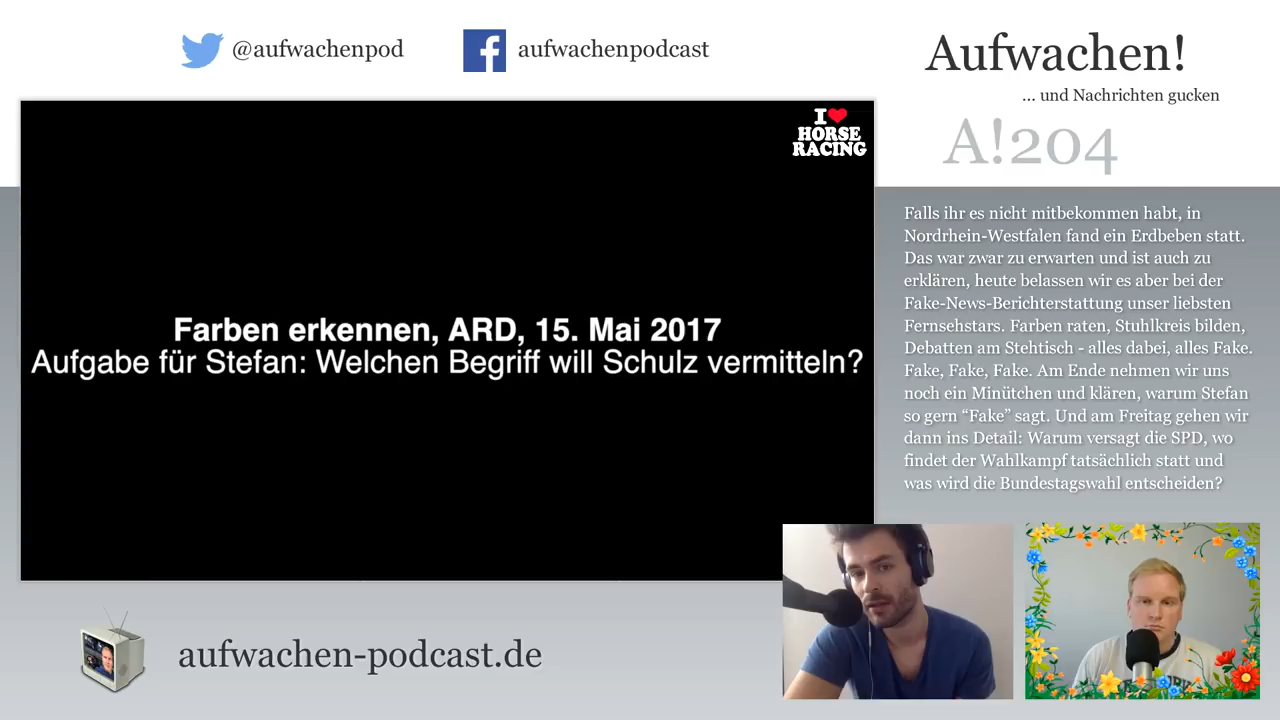 @aufwachenpod
aufwachenpodcast
Aufwachen!
... und Nachrichten gucken
A!204
I
HORSE
RACING
Farben erkennen, ARD, 15. Mai 2017
Aufgabe für Stefan: Welchen Begriff will Schulz vermitteln?
Falls ihr es nicht mitbekommen habt, in
Nordrhein-Westfalen fand ein Erdbeben statt.
Das war zwar zu erwarten und ist auch zu
erklären, heute belassen wir es aber bei der
Fake-News-Berichterstattung unser liebsten
Fernsehstars. Farben raten, Stuhlkreis bilden,
Debatten am Stehtisch - alles dabei, alles Fake.
Fake, Fake, Fake. Am Ende nehmen wir uns
noch ein Minütchen und klären, warum Stefan
so gern “Fake” sagt. Und am Freitag gehen wir
dann ins Detail: Warum versagt die SPD, wo
findet der Wahlkampf tatsächlich statt und
was wird die Bundestagswahl entscheiden?
aufwachen-podcast.de